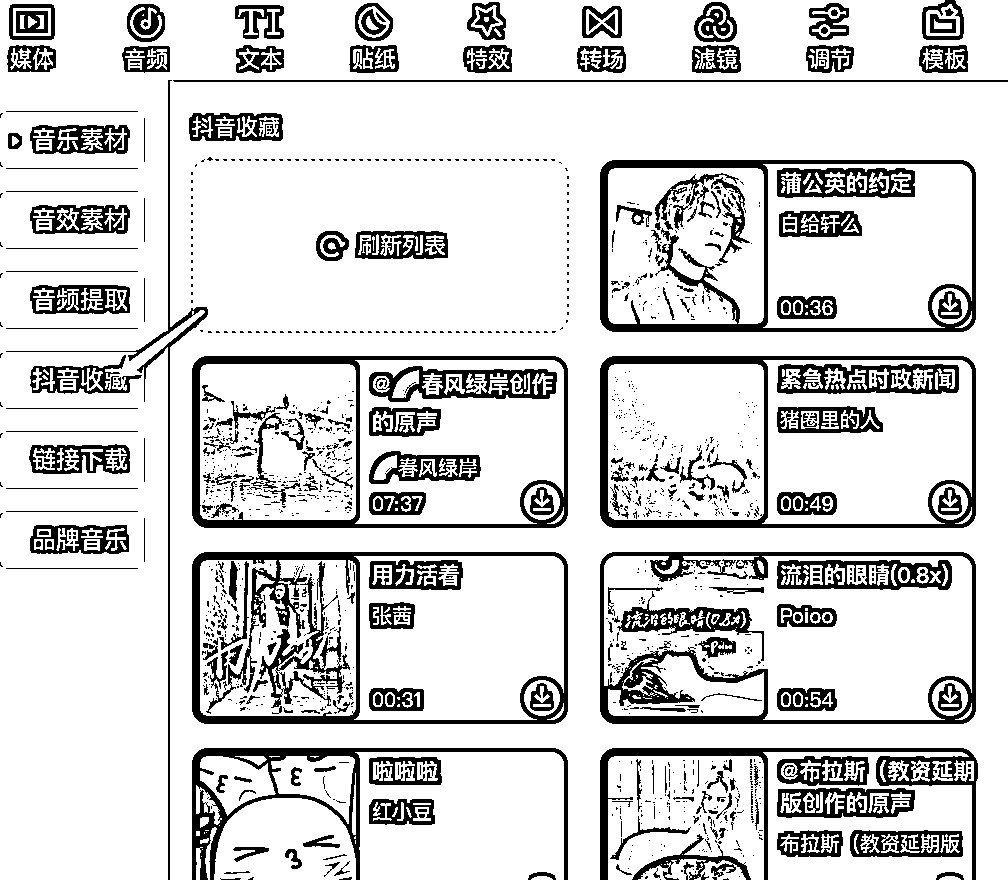 媒体
音频
文本
贴纸
特效
转场
滤镜
调节
模板
音乐素材
音效素材
音频提取
抖音收藏
链接下载
品牌音乐
抖音收藏
刷新列表
蒲公英的约定
白给轩么
00:36
@春风绿岸创作
的原声
春风绿岸
07:37
紧急热点时政新闻
猪圈里的人
00:49
用力活着
张茜
00:31
流泪的眼睛(0.8x)
Poioo
00:54
流泪的眼睛(0.8x)
啦啦啦
红小豆
@布拉斯（教资延期
版创作的原声
布拉斯（教资延期版